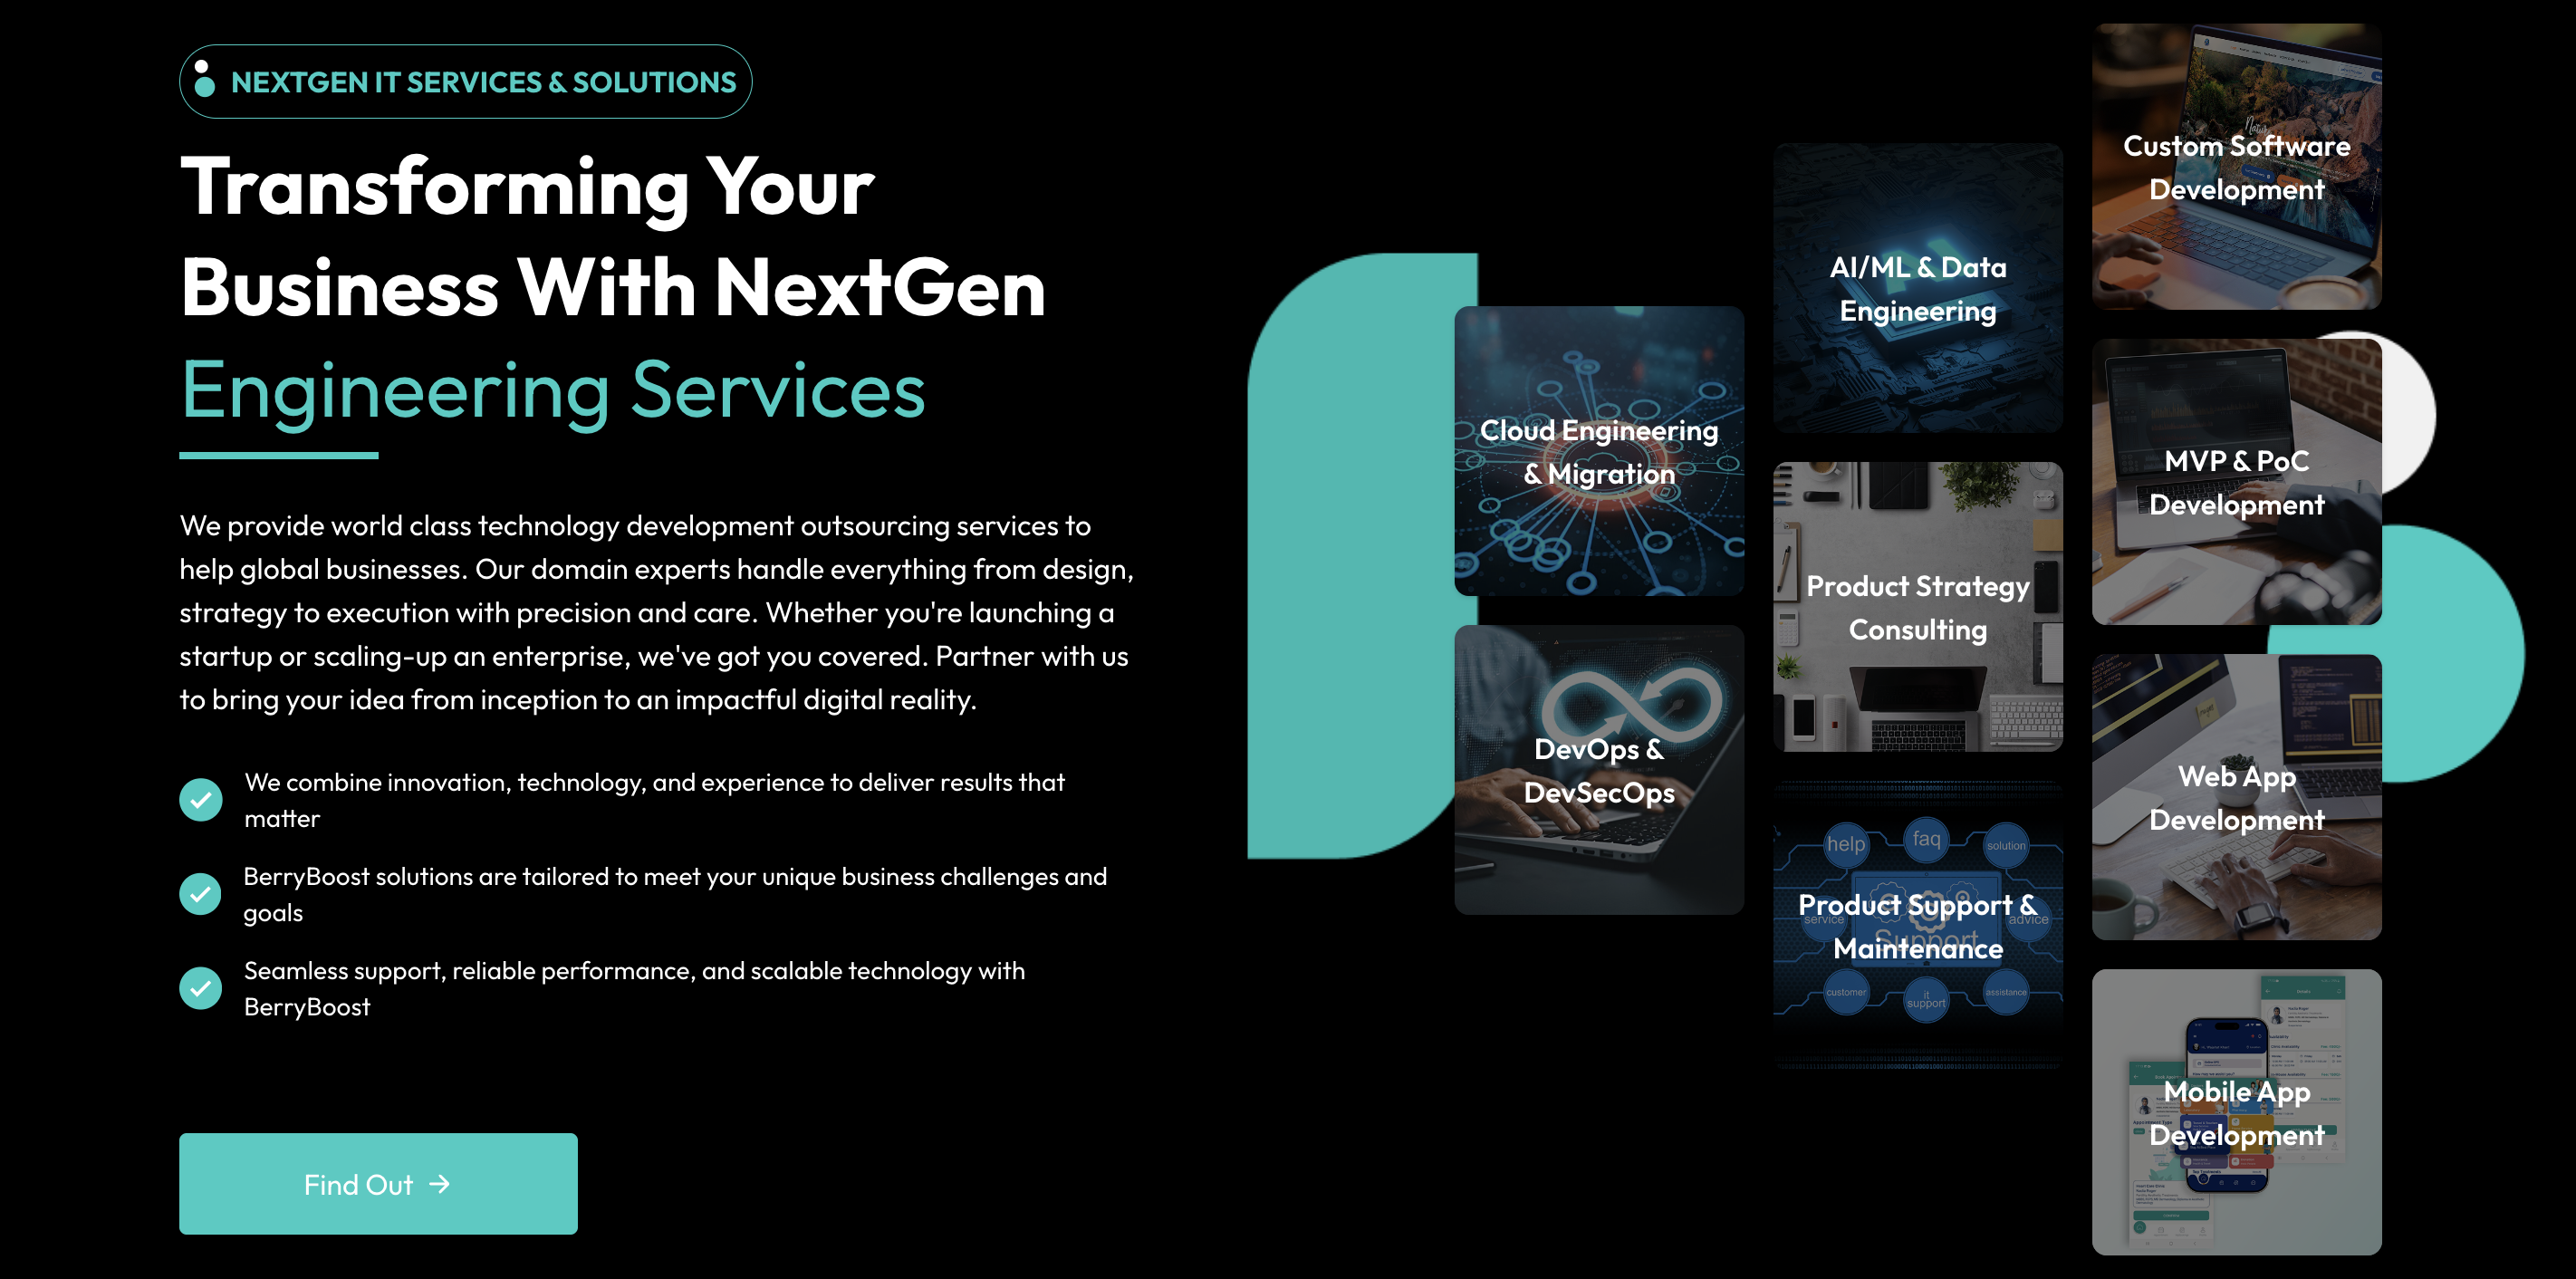 NEXTGEN IT SERVICES & SOLUTIONS
Transforming Your
Business With NextGen
Engineering Services
We provide world class technology development outsourcing services to
help global businesses. Our domain experts handle everything from design,
strategy to execution with precision and care. Whether you're launching a
startup or scaling-up an enterprise, we've got you covered. Partner with us
to bring your idea from inception to an impactful digital reality.
We combine innovation, technology, and experience to deliver results that
matter
BerryBoost solutions are tailored to meet your unique business challenges and
goals
Seamless support, reliable performance, and scalable technology with
BerryBoost
Find Out
Cloud Engineering
& Migration
DevOps &
DevSecOps
AI/ML & Data
Engineering
AI
Product Strategy
Consulting
help
faq
solution
Product Support &
Maintenance
service
advice
Support
customer
it
support
assistance
Custom Software
Development
MVP & PoC
Development
Web App
Development
Mobile App
Development